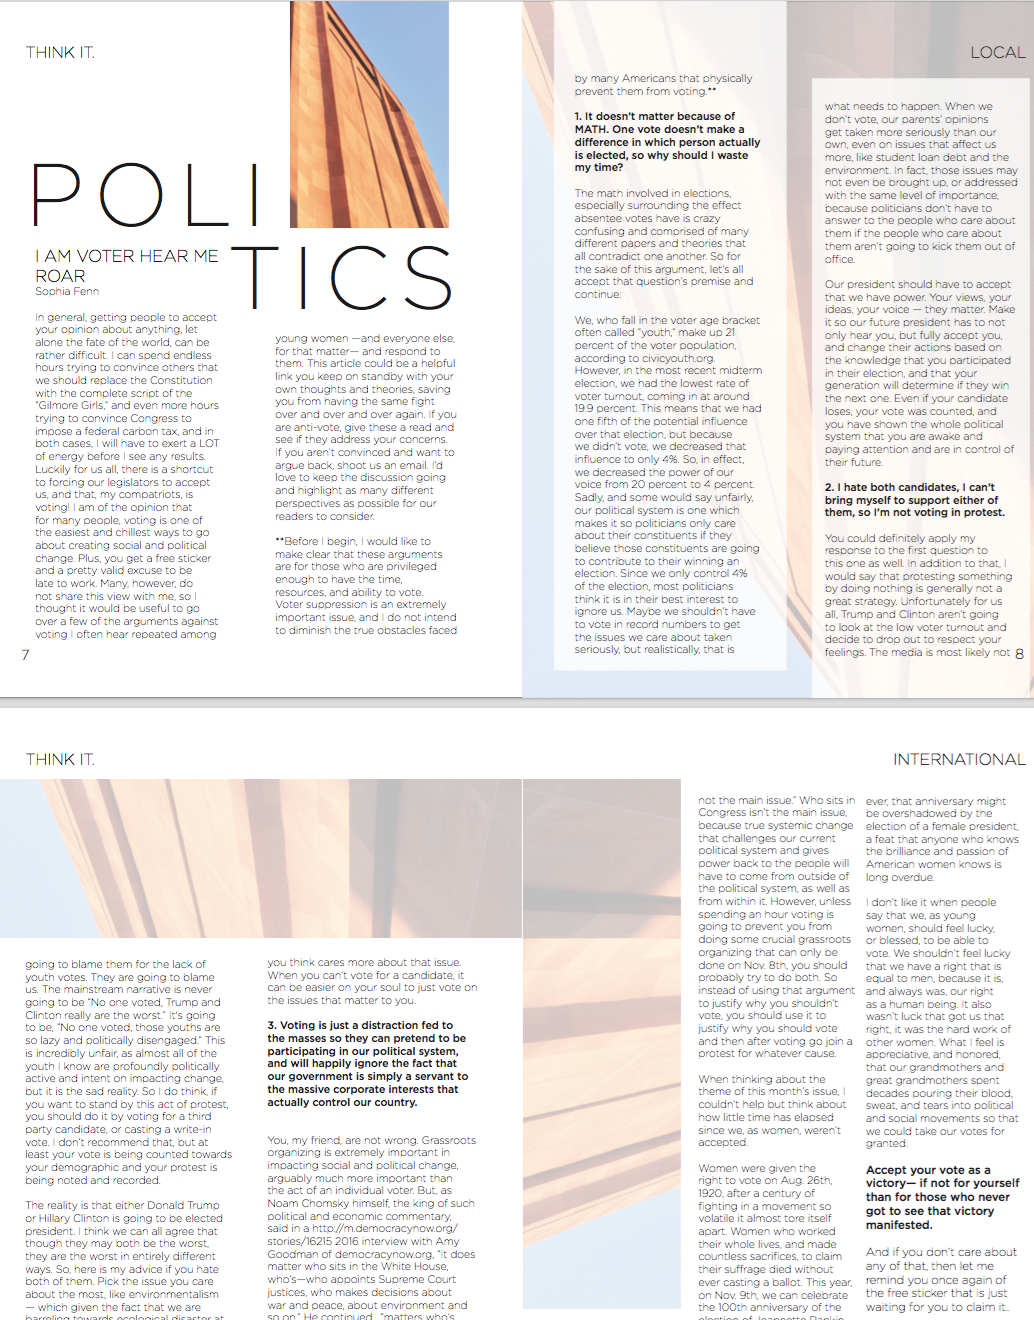 THINK IT.
POLI
TICS
I AM VOTER HEAR ME
ROAR
Sophia Fenn
In general, getting people to accept
your opinion about anything, let
alone the fate of the world, can be
rather difficult. I can spend endless
hours trying to convince others that
we should replace the Constitution
with the complete script of the
"Gilmore Girls," and even more hours
trying to convince Congress to
impose a federal carbon tax, and in
both cases, I will have to exert a LOT
of energy before I see any results.
Luckily for us all, there is a shortcut
to forcing our legislators to accept
us, and that, my compatriots, is
voting! I am of the opinion that
for many people, voting is one of
the easiest and chillest ways to go
about creating social and political
change. Plus, you get a free sticker
and a pretty valid excuse to be
late to work. Many, however, do
not share this view with me, so I
thought it would be useful to go
over a few of the arguments against
voting I often hear repeated among
7
young women —and everyone else,
for that matter— and respond to
them. This article could be a helpful
link you keep on standby with your
own thoughts and theories, saving
you from having the same fight
over and over and over again. If you
are anti-vote, give these a read and
see if they address your concerns.
If you aren't convinced and want to
argue back, shoot us an email. I'd
love to keep the discussion going
and highlight as many different
perspectives as possible for our
readers to consider.
**Before I begin, I would like to
make clear that these arguments
are for those who are privileged
enough to have the time,
resources, and ability to vote.
Voter suppression is an extremely
important issue, and I do not intend
to diminish the true obstacles faced
LOCAL
by many Americans that physically
prevent them from voting.**
1. It doesn't matter because of
MATH. One vote doesn't make a
difference in which person actually
is elected, so why should I waste
my time?
The math involved in elections,
especially surrounding the effect
absentee votes have is crazy
confusing and comprised of many
different papers and theories that
all contradict one another. So for
the sake of this argument, let's all
accept that question's premise and
continue:
We, who fall in the voter age bracket
often called "youth," make up 21
percent of the voter population,
according to civicyouth.org.
However, in the most recent midterm
election, we had the lowest rate of
voter turnout, coming in at around
19.9 percent. This means that we had
one fifth of the potential influence
over that election, but because
we didn't vote, we decreased that
influence to only 4%. So, in effect,
we decreased the power of our
voice from 20 percent to 4 percent.
Sadly, and some would say unfairly,
our political system is one which
makes it so politicians only care
about their constituents if they
believe those constituents are going
to contribute to their winning an
election. Since we only control 4%
of the election, most politicians
think it is in their best interest to
ignore us. Maybe we shouldn't have
to vote in record numbers to get
the issues we care about taken
seriously, but realistically, that is
what needs to happen. When we
don't vote, our parents' opinions
get taken more seriously than our
own, even on issues that affect us
more, like student loan debt and the
environment. In fact, those issues may
not even be brought up, or addressed
with the same level of importance,
because politicians don't have to
answer to the people who care about
them if the people who care about
them aren't going to kick them out of
office.
Our president should have to accept
that we have power. Your views, your
ideas, your voice — they matter. Make
it so our future president has to not
only hear you, but fully accept you,
and change their actions based on
the knowledge that you participated
in their election, and that your
generation will determine if they win
the next one. Even if your candidate
loses, your vote was counted, and
you have shown the whole political
system that you are awake and
paying attention and are in control of
their future.
2. I hate both candidates, I can't
bring myself to support either of
them, so I'm not voting in protest.
You could definitely apply my
response to the first question to
this one as well. In addition to that, I
would say that protesting something
by doing nothing is generally not a
great strategy. Unfortunately for us
all, Trump and Clinton aren't going
to look at the low voter turnout and
decide to drop out to respect your
feelings. The media is most likely not
8
THINK IT.
going to blame them for the lack of
youth votes. They are going to blame
us. The mainstream narrative is never
going to be "No one voted, Trump and
Clinton really are the worst." It's going
to be, "No one voted, those youths are
so lazy and politically disengaged." This
is incredibly unfair, as almost all of the
youth I know are profoundly politically
active and intent on impacting change,
but it is the sad reality. So I do think, if
you want to stand by this act of protest,
you should do it by voting for a third
party candidate, or casting a write-in
vote. I don't recommend that, but at
least your vote is being counted towards
your demographic and your protest is
being noted and recorded.
The reality is that either Donald Trump
or Hillary Clinton is going to be elected
president. I think we can all agree that
though they may both be the worst,
they are the worst in entirely different
ways. So, here is my advice if you hate
both of them. Pick the issue you care
about the most, like environmentalism
— which given the fact that we are
barreling towards ecological disaster at
you think cares more about that issue.
When you can't vote for a candidate, it
can be easier on your soul to just vote on
the issues that matter to you.
3. Voting is just a distraction fed to
the masses so they can pretend to be
participating in our political system,
and will happily ignore the fact that
our government is simply a servant to
the massive corporate interests that
actually control our country.
You, my friend, are not wrong. Grassroots
organizing is extremely important in
impacting social and political change,
arguably much more important than
the act of an individual voter. But, as
Noam Chomsky himself, the king of such
political and economic commentary,
said in a http://m.democracynow.org/
stories/16215 2016 interview with Amy
Goodman of democracynow.org, "It does
matter who sits in the White House,
who's—who appoints Supreme Court
justices, who makes decisions about
war and peace, about environment and
so on." He continued, "matters who's
INTERNATIONAL
not the main issue." Who sits in
Congress isn't the main issue,
because true systemic change
that challenges our current
political system and gives
power back to the people will
have to come from outside of
the political system, as well as
from within it. However, unless
spending an hour voting is
going to prevent you from
doing some crucial grassroots
organizing that can only be
done on Nov. 8th, you should
probably try to do both. So
instead of using that argument
to justify why you shouldn't
vote, you should use it to
justify why you should vote
and then after voting go join a
protest for whatever cause.
When thinking about the
theme of this month's issue, I
couldn't help but think about
how little time has elapsed
since we, as women, weren't
accepted.
Women were given the
right to vote on Aug. 26th,
1920, after a century of
fighting in a movement so
volatile it almost tore itself
apart. Women who worked
their whole lives, and made
countless sacrifices, to claim
their suffrage died without
ever casting a ballot. This year,
on Nov. 9th, we can celebrate
the 100th anniversary of the
election of Jeannette Rankin
ever, that anniversary might
be overshadowed by the
election of a female president,
a feat that anyone who knows
the brilliance and passion of
American women knows is
long overdue.
I don't like it when people
say that we, as young
women, should feel lucky,
or blessed, to be able to
vote. We shouldn't feel lucky
that we have a right that is
equal to men, because it is,
and always was, our right
as a human being. It also
wasn't luck that got us that
right, it was the hard work of
other women. What I feel is
appreciative, and honored,
that our grandmothers and
great grandmothers spent
decades pouring their blood,
sweat, and tears into political
and social movements so that
we could take our votes for
granted.
Accept your vote as a
victory— if not for yourself
than for those who never
got to see that victory
manifested.
And if you don't care about
any of that, then let me
remind you once again of
the free sticker that is just
waiting for you to claim it..